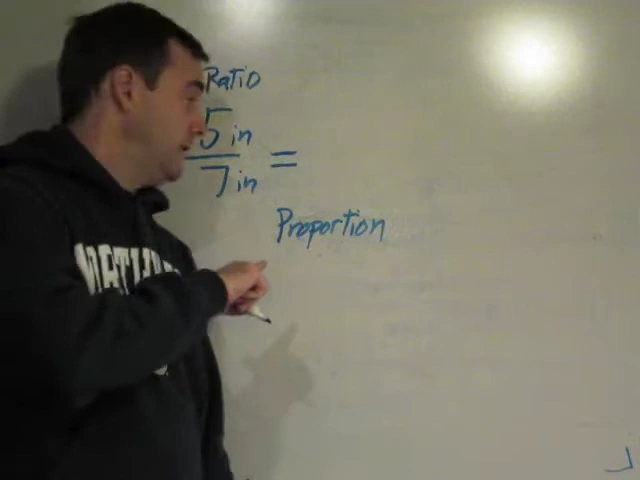 Ratio
5 in
7 in
=
Proportion